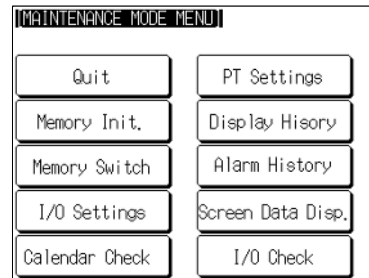 [MAINTENANCE MODE MENU]
Quit
PT Settings
Memory Init.
Display Hisory
Memory Switch
Alarm History
I/O Settings
Screen Data Disp.
Calendar Check
I/O Check